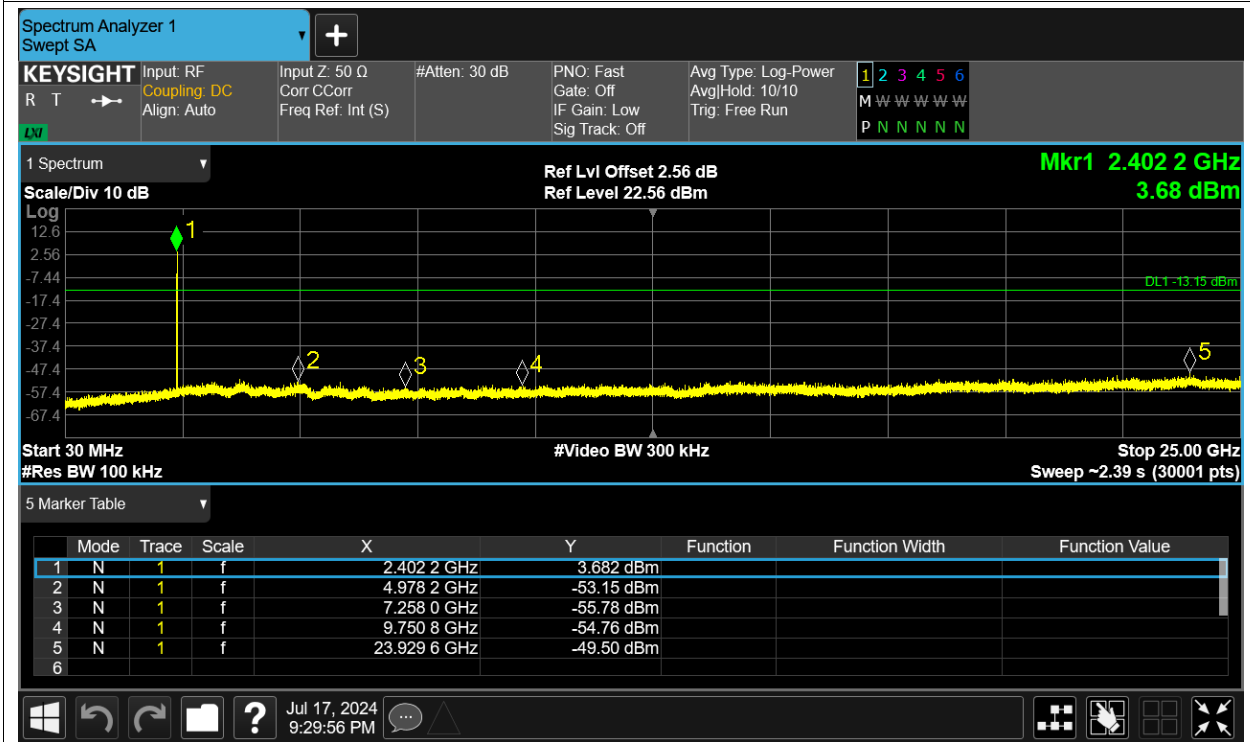 Spectrum Analyzer 1
Swept SA
KEYSIGHT
R T
LXI
Input: RF
Coupling: DC
Align: Auto
Input Z: 50 Ω
Corr CCorr
Freq Ref: Int (S)
#Atten: 30 dB
PNO: Fast
Gate: Off
IF Gain: Low
Sig Track: Off
Avg Type: Log-Power
Avg|Hold: 10/10
Trig: Free Run
1 2 3 4 5 6
M W W W W W
P N N N N N
1 Spectrum
Scale/Div 10 dB
Ref Lvl Offset 2.56 dB
Ref Level 22.56 dBm
Mkr1 2.402 2 GHz
3.68 dBm
Log
12.6
2.56
-7.44
-17.4
-27.4
-37.4
-47.4
-57.4
-67.4
1
2
3
4
5
DL1 -13.15 dBm
Start 30 MHz
#Video BW 300 kHz
Stop 25.00 GHz
#Res BW 100 kHz
Sweep ~2.39 s (30001 pts)
5 Marker Table
Mode Trace Scale X Y Function Function Width Function Value
1 N 1 f 2.402 2 GHz 3.682 dBm
2 N 1 f 4.978 2 GHz -53.15 dBm
3 N 1 f 7.258 0 GHz -55.78 dBm
4 N 1 f 9.750 8 GHz -54.76 dBm
5 N 1 f 23.929 6 GHz -49.50 dBm
6
?
Jul 17, 2024
9:29:56 PM